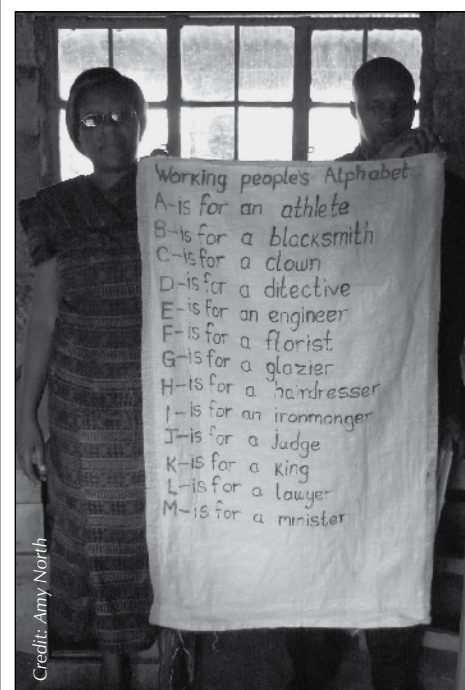 Working people's Alphabet
A-is for an athlete
B-is for a blacksmith
C-is for a clown
D-is for a ditective
E-is for an engineer
F-is for a florist
G-is for a glazier
H-is for a hairdresser
I-is for an ironmonger
J-is for a judge
K-is for a king
L-is for a lawyer
M-is for a minister
Credit: Amy North